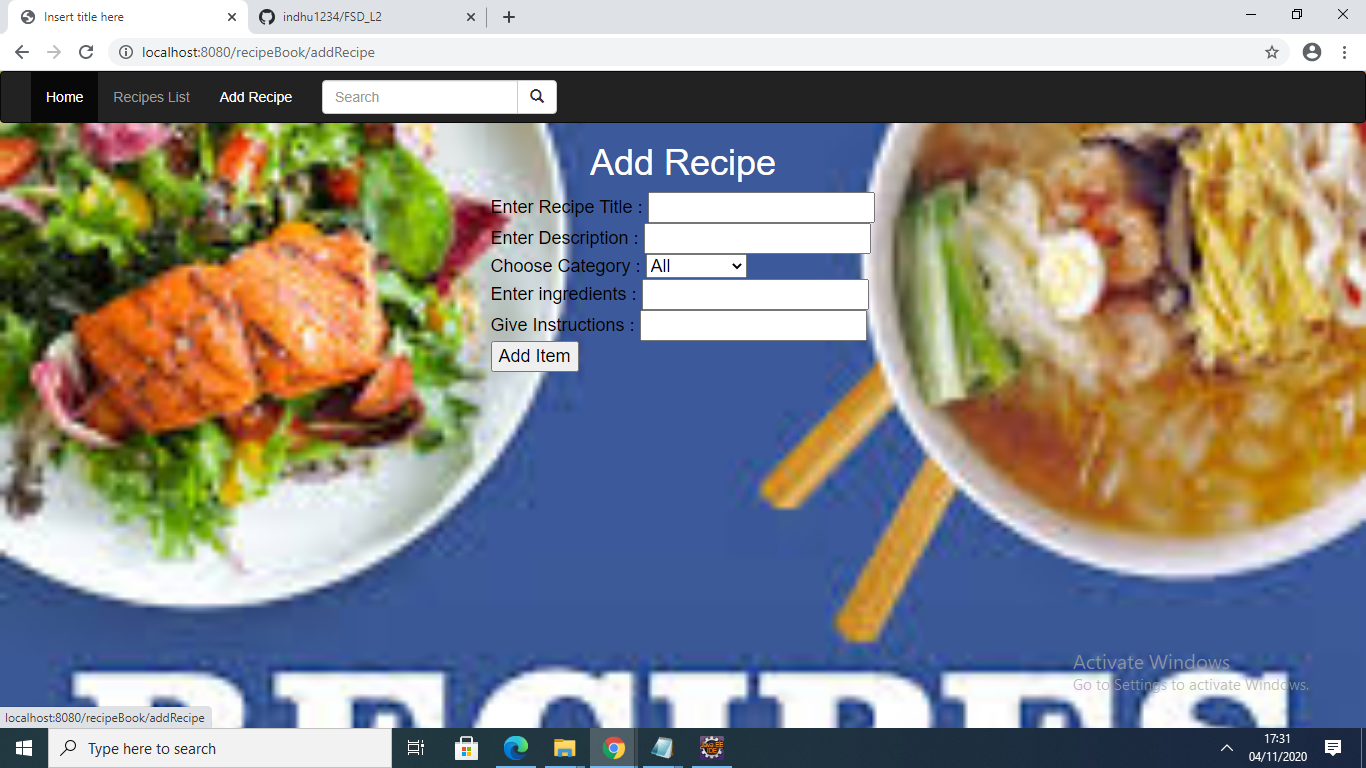 Insert title here
indhu1234/FSD_L2
localhost:8080/recipeBook/addRecipe
Home Recipes List Add Recipe Search
Add Recipe
Enter Recipe Title :
Enter Description :
Choose Category : All
Enter ingredients :
Give Instructions :
Add Item
RECIPES
Activate Windows
Go to Settings to activate Windows.
localhost:8080/recipeBook/addRecipe
Type here to search
17:31
04/11/2020